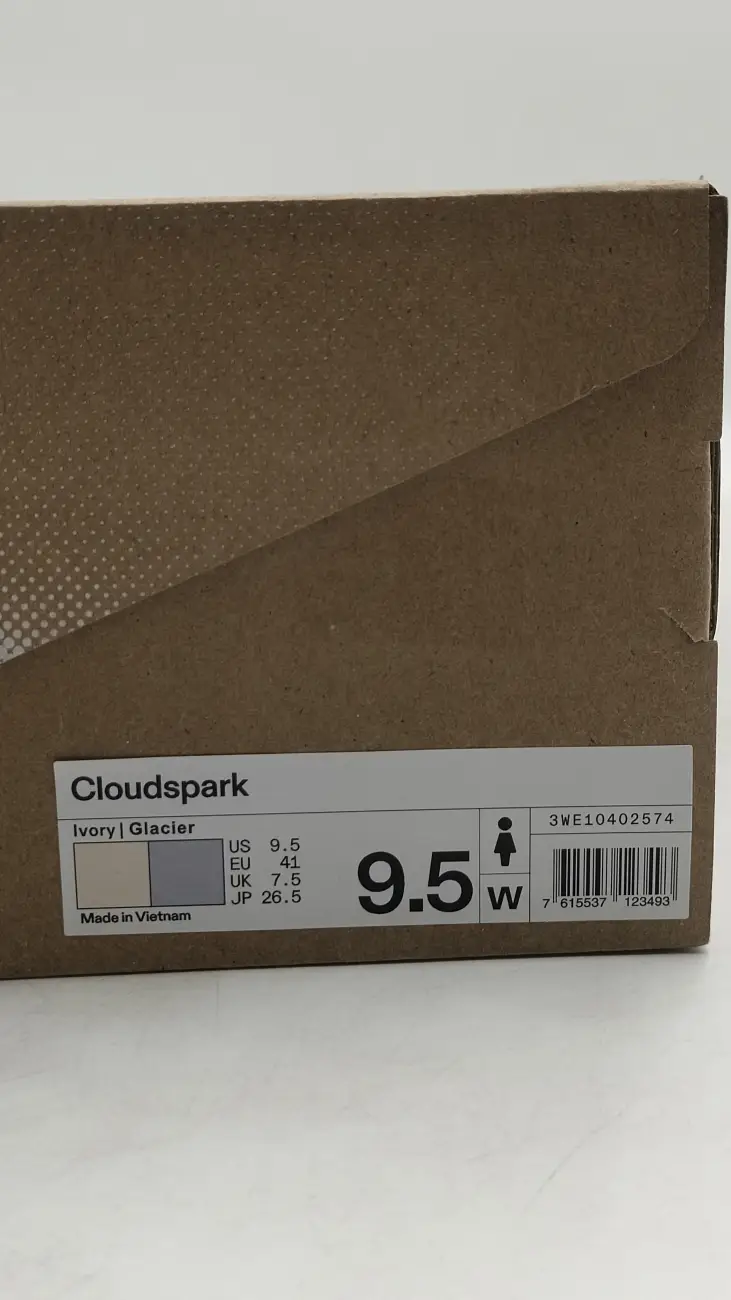 Cloudspark
Ivory | Glacier
US 9.5
EU 41
UK 7.5
JP 26.5
Made in Vietnam
9.5
W
3WE10402574
7 615537 123493